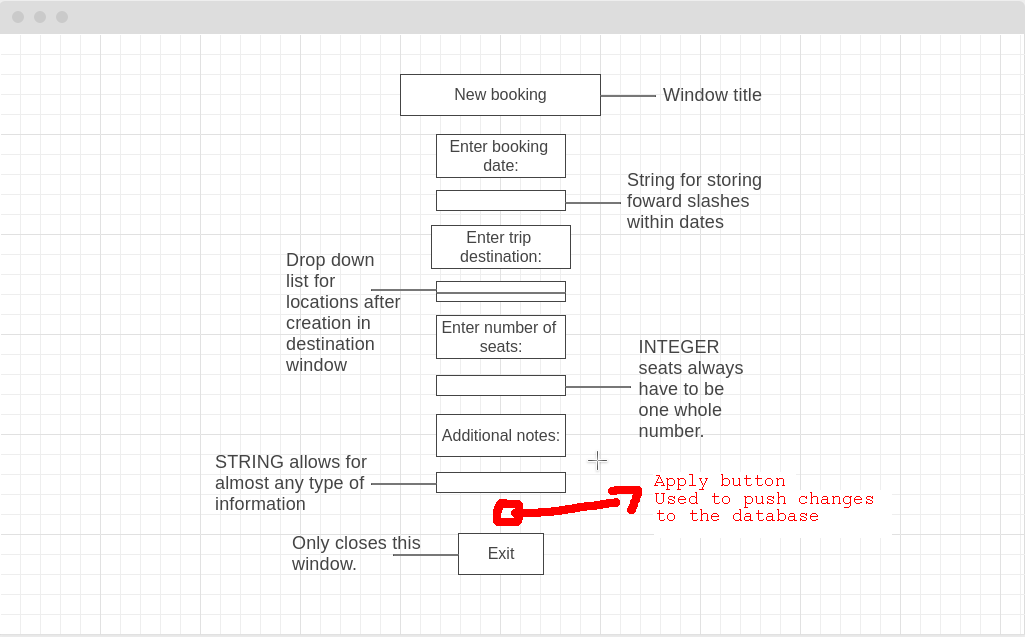 New booking
Window title
Enter booking
date:
String for storing
foward slashes
within dates
Enter trip
destination:
Drop down
list for
locations after
creation in
destination
window
Enter number of
seats:
INTEGER
seats always
have to be
one whole
number.
Additional notes:
STRING allows for
almost any type of
information
Apply button
Used to push changes
to the database
Only closes this
window.
Exit